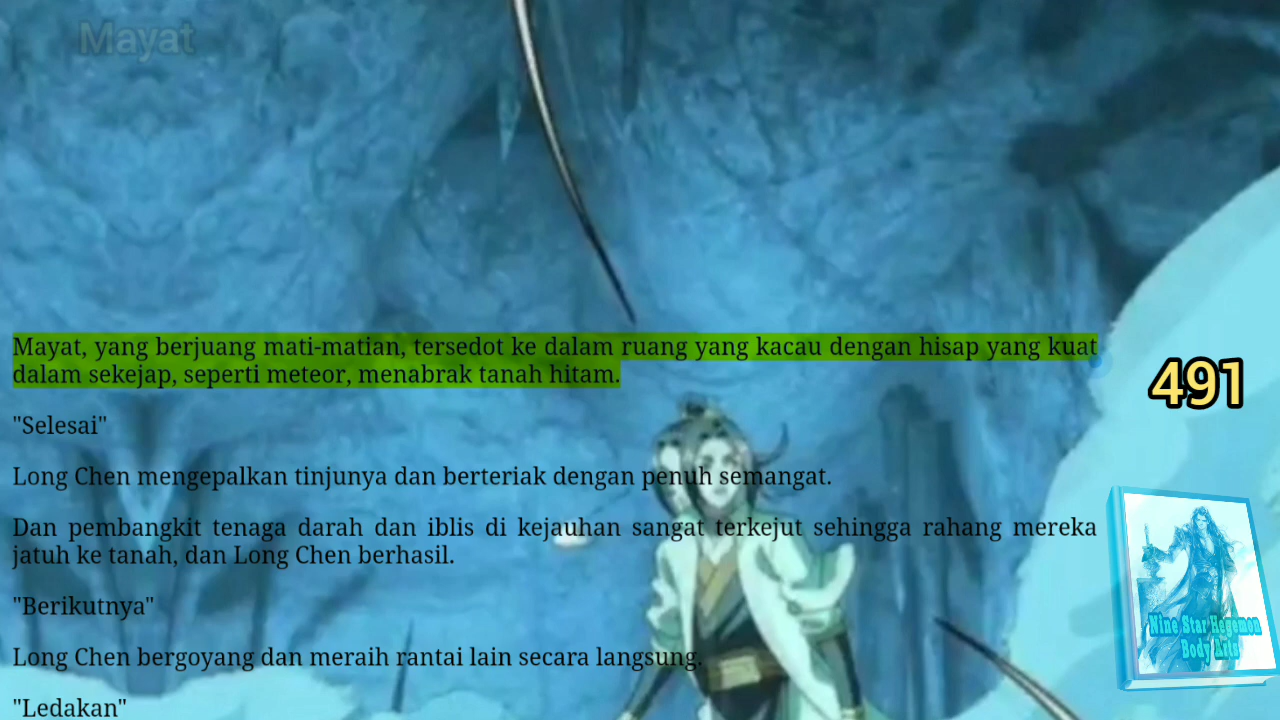 Mayat
Mayat, yang berjuang mati-matian, tersedot ke dalam ruang yang kacau dengan hisap yang kuat
dalam sekejap, seperti meteor, menabrak tanah hitam.
"Selesai"
Long Chen mengepalkan tinjunya dan berteriak dengan penuh semangat.
Dan pembangkit tenaga darah dan iblis di kejauhan sangat terkejut sehingga rahang mereka
jatuh ke tanah, dan Long Chen berhasil.
"Berikutnya"
Long Chen bergoyang dan meraih rantai lain secara langsung.
"Ledakan"
491
Nine Star Hegemon
Body Arts